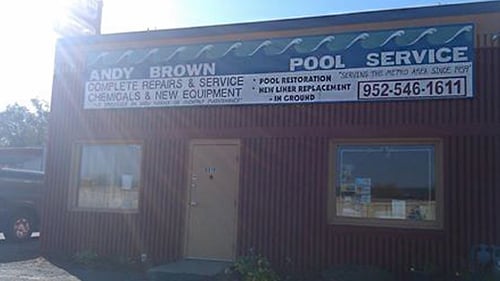 ANDY BROWN POOL SERVICE
COMPLETE REPAIRS & SERVICE
CHEMICALS & NEW EQUIPMENT
• POOL RESTORATION
• NEW LINER REPLACEMENT
- IN GROUND
"SERVING THE METRO AREA SINCE 1959"
952-546-1611